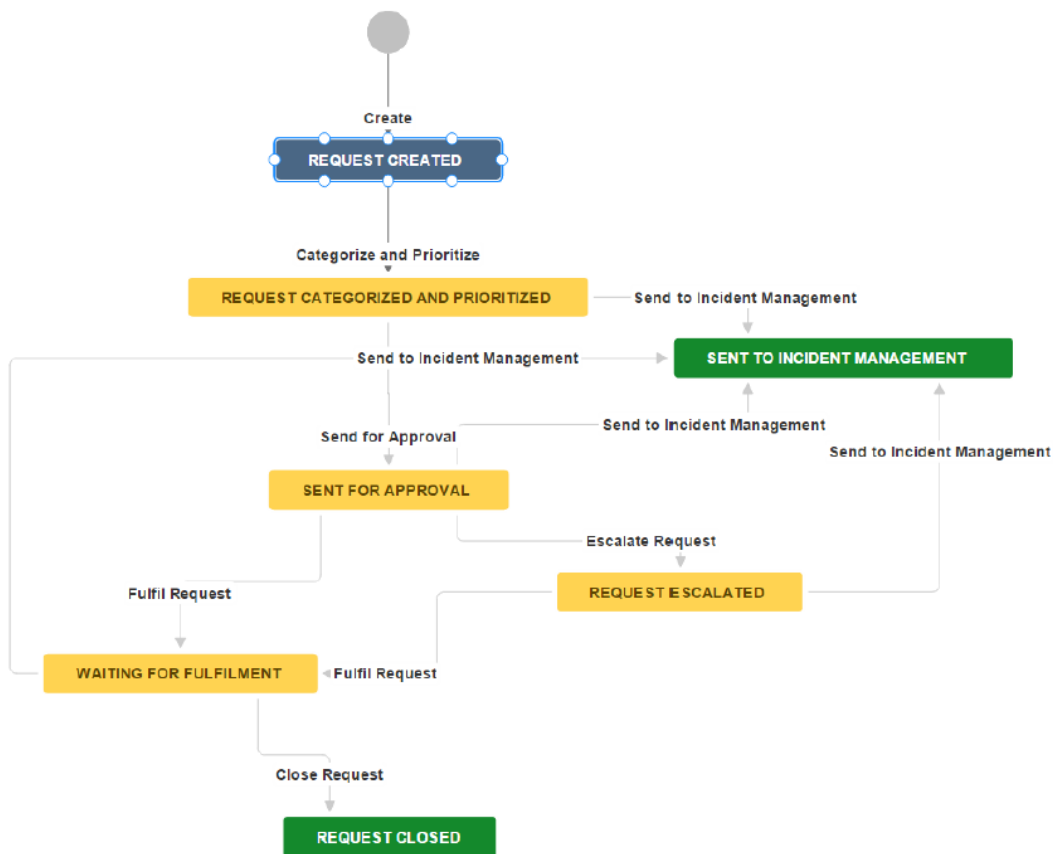 Create
REQUEST CREATED
Categorize and Prioritize
REQUEST CATEGORIZED AND PRIORITIZED
Send to Incident Management
Send to Incident Management
SENT TO INCIDENT MANAGEMENT
Send to Incident Management
Send for Approval
Send to Incident Management
SENT FOR APPROVAL
Escalate Request
REQUEST ESCALATED
Fulfil Request
WAITING FOR FULFILMENT
Fulfil Request
Close Request
REQUEST CLOSED